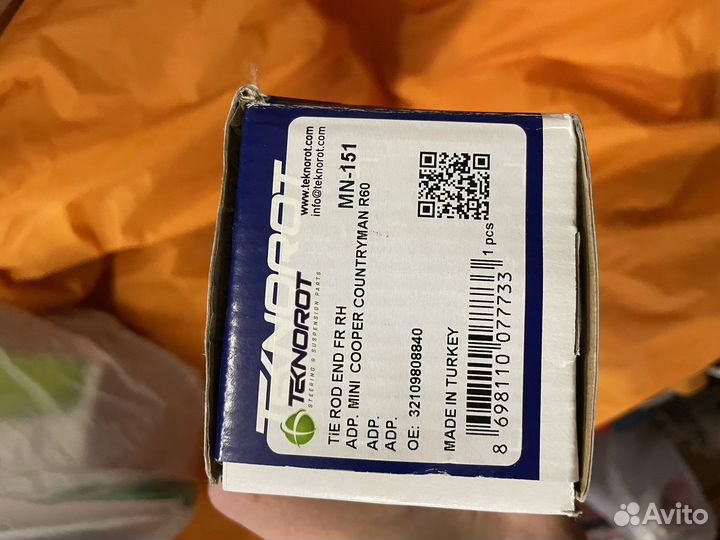 TEKNOROT
TEKNOROT
STEERING & SUSPENSION PARTS
www.teknorot.com
info@teknorot.com
MN-151
TIE ROD END FR RH
ADP. MINI COOPER COUNTRYMAN R60
ADP.
ADP.
OE: 32109808840
MADE IN TURKEY
1 pcs
8 698110 077733
Avito